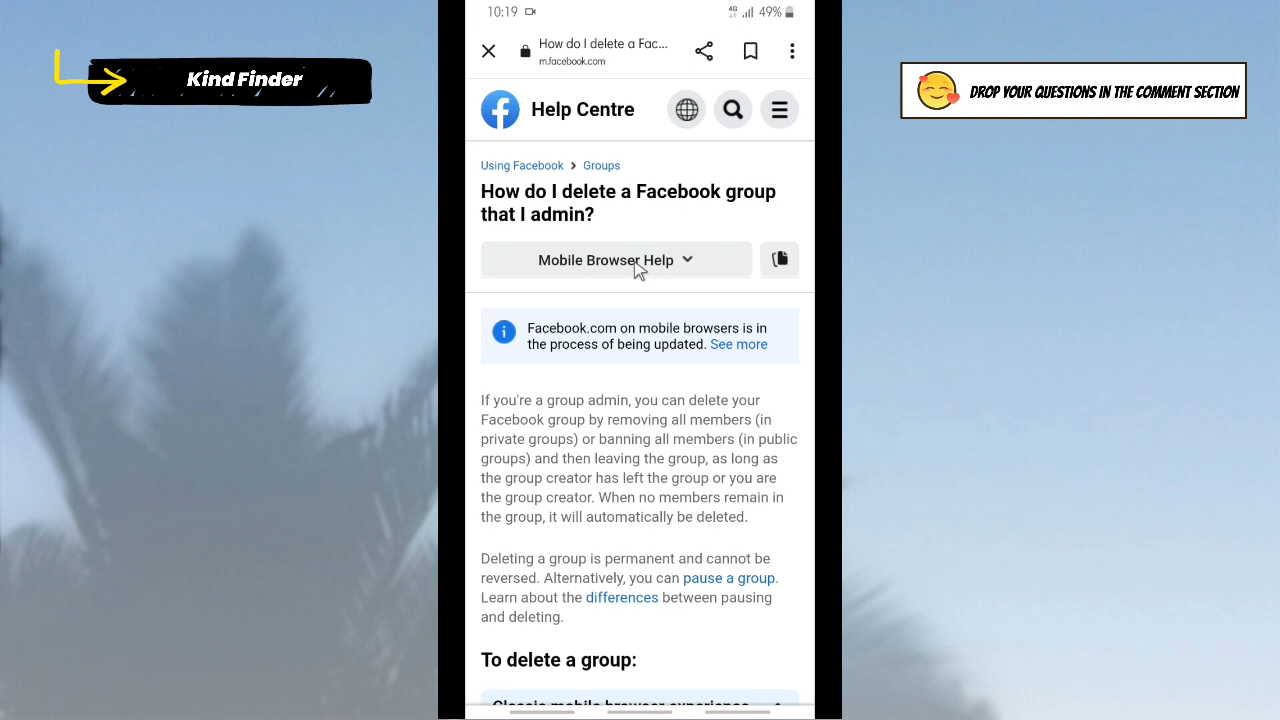 10:19
4G
49%
How do I delete a Fac...
m.facebook.com
Kind Finder
DROP YOUR QUESTIONS IN THE COMMENT SECTION
Help Centre
Using Facebook > Groups
How do I delete a Facebook group
that I admin?
Mobile Browser Help
Facebook.com on mobile browsers is in
the process of being updated. See more
If you're a group admin, you can delete your
Facebook group by removing all members (in
private groups) or banning all members (in public
groups) and then leaving the group, as long as
the group creator has left the group or you are
the group creator. When no members remain in
the group, it will automatically be deleted.
Deleting a group is permanent and cannot be
reversed. Alternatively, you can pause a group.
Learn about the differences between pausing
and deleting.
To delete a group:
Classic mobile browser experience